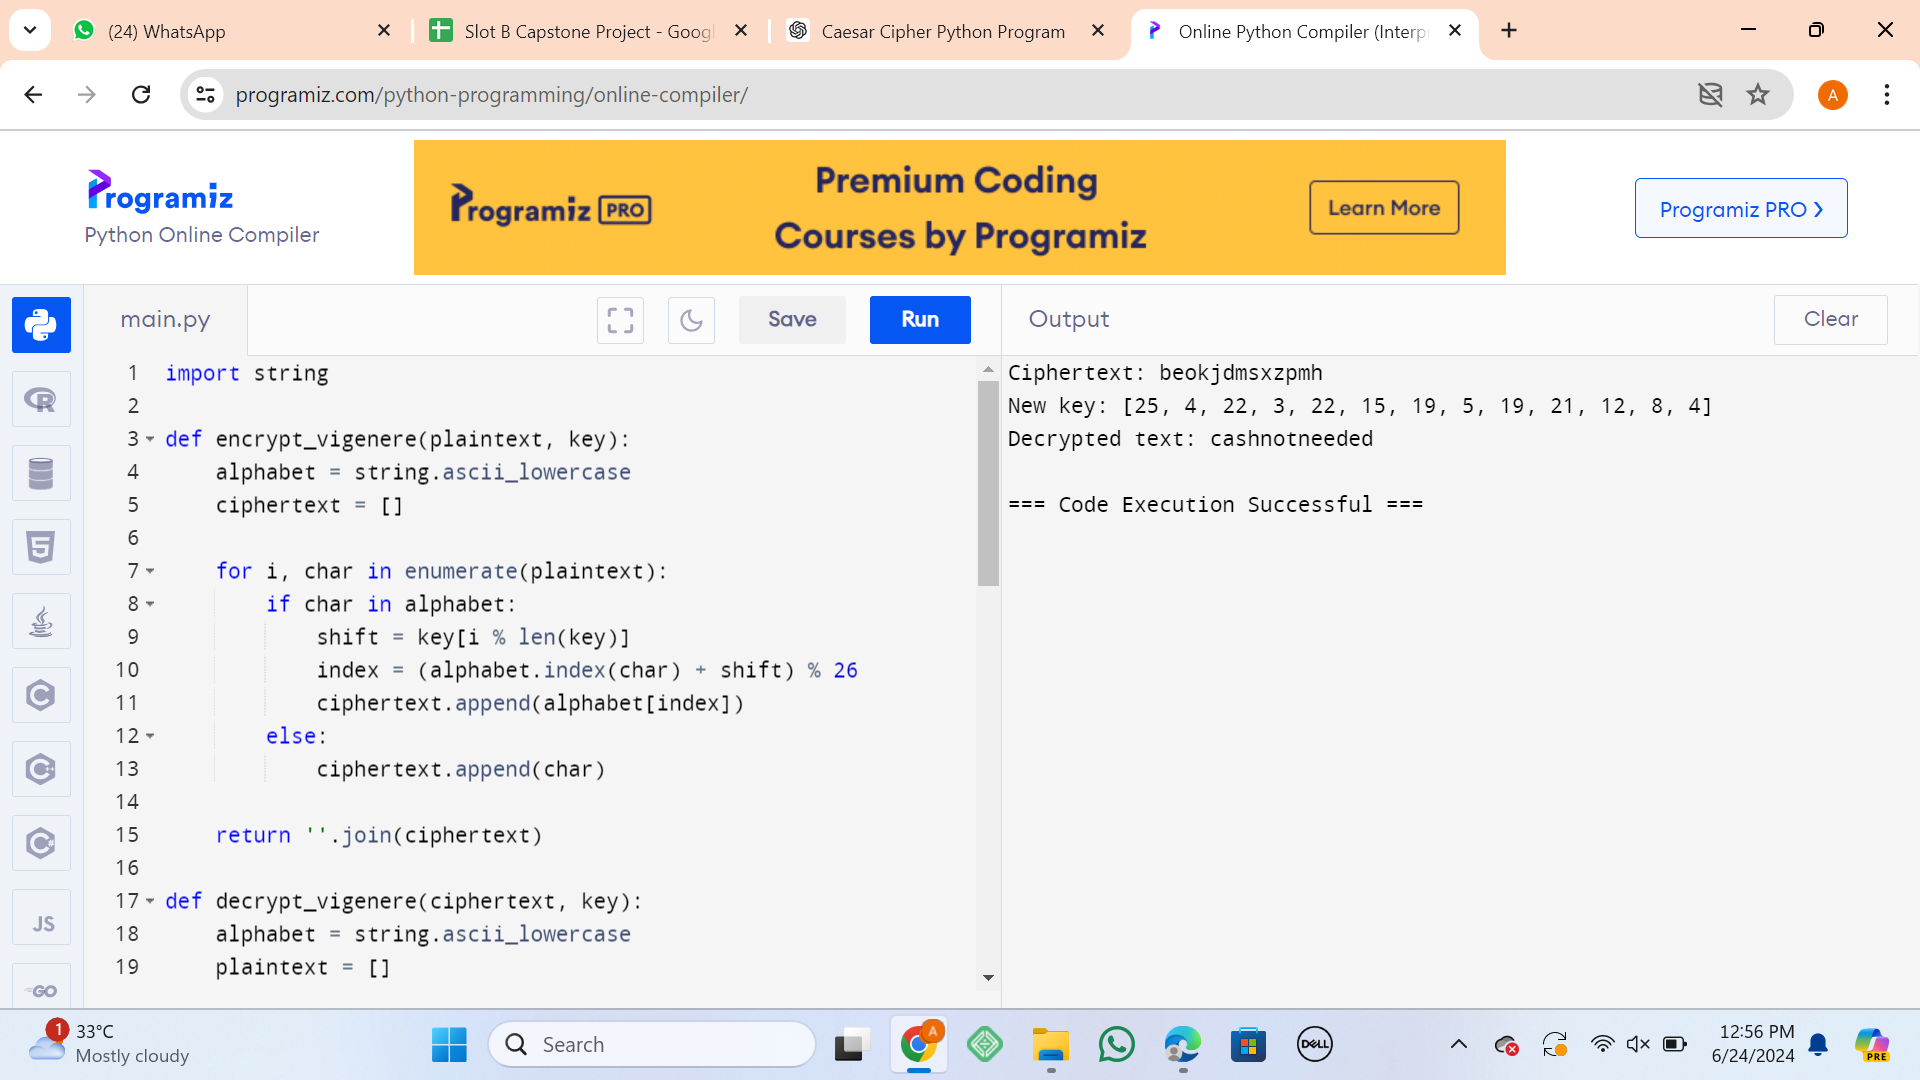 (24) WhatsApp
Slot B Capstone Project - Goog
Caesar Cipher Python Program
Online Python Compiler (Interp
programiz.com/python-programming/online-compiler/
A
Programiz
Python Online Compiler
Programiz PRO
Premium Coding
Courses by Programiz
Learn More
Programiz PRO
main.py
Save
Run
Output
Clear
1 import string
2
3 def encrypt_vigenere(plaintext, key):
4 alphabet = string.ascii_lowercase
5 ciphertext = []
6
7 for i, char in enumerate(plaintext):
8 if char in alphabet:
9 shift = key[i % len(key)]
10 index = (alphabet.index(char) + shift) % 26
11 ciphertext.append(alphabet[index])
12 else:
13 ciphertext.append(char)
14
15 return ''.join(ciphertext)
16
17 def decrypt_vigenere(ciphertext, key):
18 alphabet = string.ascii_lowercase
19 plaintext = []
Ciphertext: beokjdmsxzpmh
New key: [25, 4, 22, 3, 22, 15, 19, 5, 19, 21, 12, 8, 4]
Decrypted text: cashnotneeded
=== Code Execution Successful ===
R
5
C
C
C#
JS
GO
1
33°C
Mostly cloudy
Search
A
DELL
12:56 PM
6/24/2024
PRE